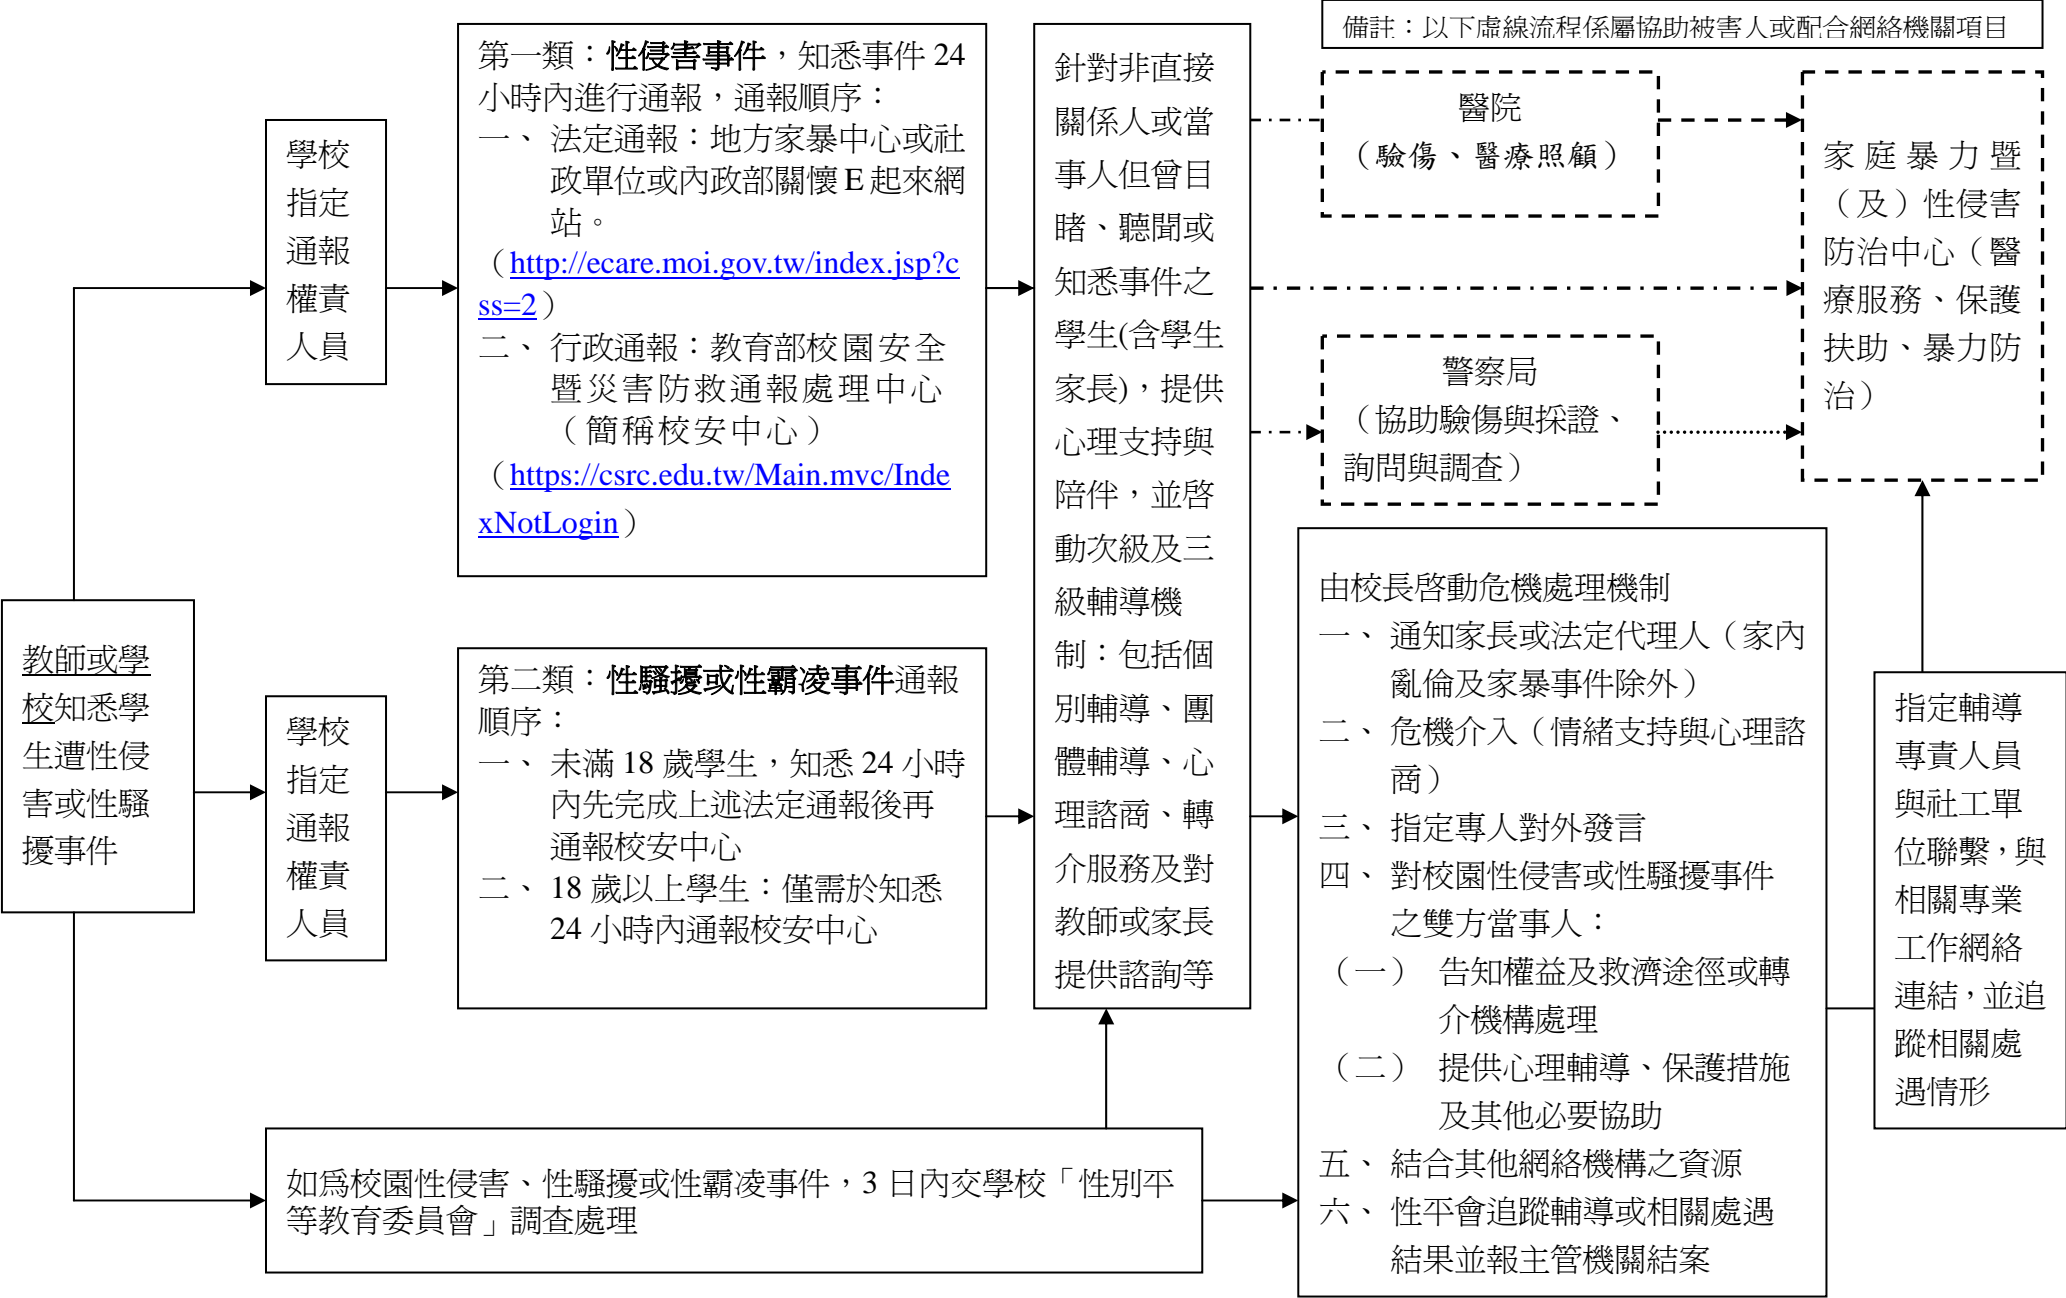 備註：以下虛線流程係屬協助被害人或配合網絡機關項目
教師或學
校知悉學
生遭性侵
害或性騷
擾事件
學校
指定
通報
權責
人員
第一類：性侵害事件，知悉事件 24
小時內進行通報，通報順序：
一、 法定通報：地方家暴中心或社
政單位或內政部關懷 E 起來網
站。
（http://ecare.moi.gov.tw/index.jsp?c
ss=2）
二、 行政通報：教育部校園安全
暨災害防救通報處理中心
（簡稱校安中心）
（https://csrc.edu.tw/Main.mvc/Inde
xNotLogin）
學校
指定
通報
權責
人員
第二類：性騷擾或性霸凌事件通報
順序：
一、 未滿 18 歲學生，知悉 24 小時
內先完成上述法定通報後再
通報校安中心
二、 18 歲以上學生：僅需於知悉
24 小時內通報校安中心
如為校園性侵害、性騷擾或性霸凌事件，3 日內交學校「性別平
等教育委員會」調查處理
針對非直接
關係人或當
事人但曾目
睹、聽聞或
知悉事件之
學生(含學生
家長)，提供
心理支持與
陪伴，並啓
動次級及三
級輔導機
制：包括個
別輔導、團
體輔導、心
理諮商、轉
介服務及對
教師或家長
提供諮詢等
醫院
（驗傷、醫療照顧）
警察局
（協助驗傷與採證、
詢問與調查）
家庭暴力暨
（及）性侵害
防治中心（醫
療服務、保護
扶助、暴力防
治）
由校長啓動危機處理機制
一、 通知家長或法定代理人（家內
亂倫及家暴事件除外）
二、 危機介入（情緒支持與心理諮
商）
三、 指定專人對外發言
四、 對校園性侵害或性騷擾事件
之雙方當事人：
（一） 告知權益及救濟途徑或轉
介機構處理
（二） 提供心理輔導、保護措施
及其他必要協助
五、 結合其他網絡機構之資源
六、 性平會追蹤輔導或相關處遇
結果並報主管機關結案
指定輔導
專責人員
與社工單
位聯繫，與
相關專業
工作網絡
連結，並追
蹤相關處
遇情形